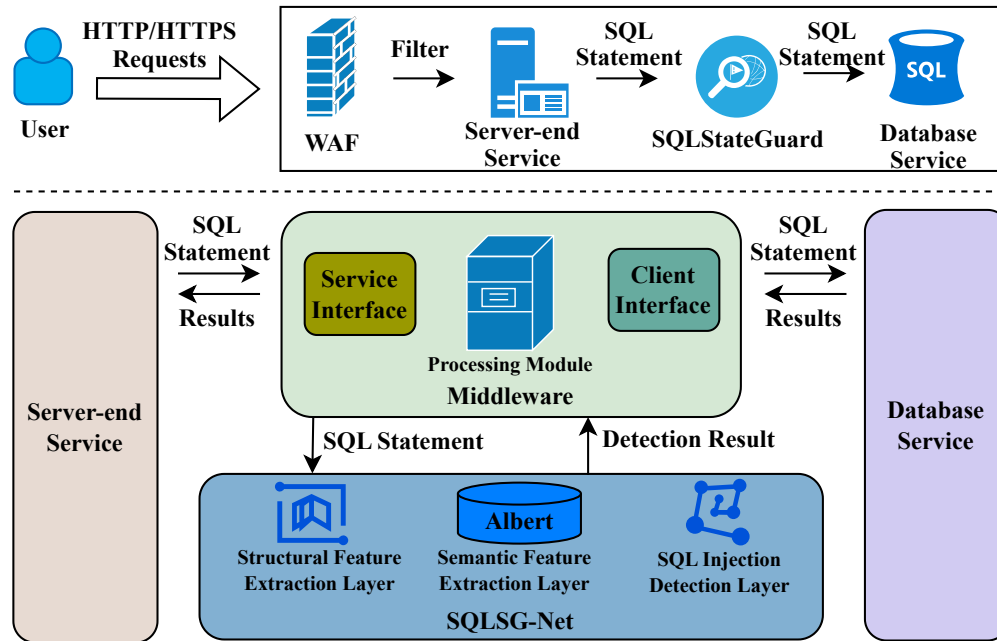 HTTP/HTTPS
Requests
User
WAF
Filter
Server-end
Service
SQL
Statement
SQLStateGuard
SQL
Statement
SQL
Database
Service
Server-end
Service
SQL
Statement
Results
Service
Interface
Client
Interface
Processing Module
Middleware
SQL
Statement
Results
Database
Service
SQL Statement
Detection Result
Structural Feature
Extraction Layer
Albert
Semantic Feature
Extraction Layer
SQL Injection
Detection Layer
SQLSG-Net